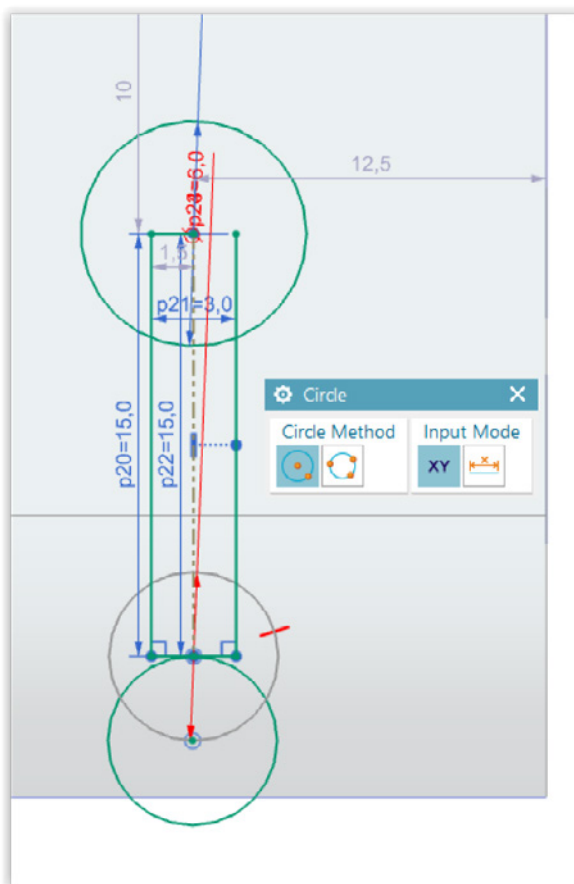 10
12,5
1,5
p21=3,0
p20=15,0
p22=15,0
Circle
Circle Method
Input Mode
XY
x